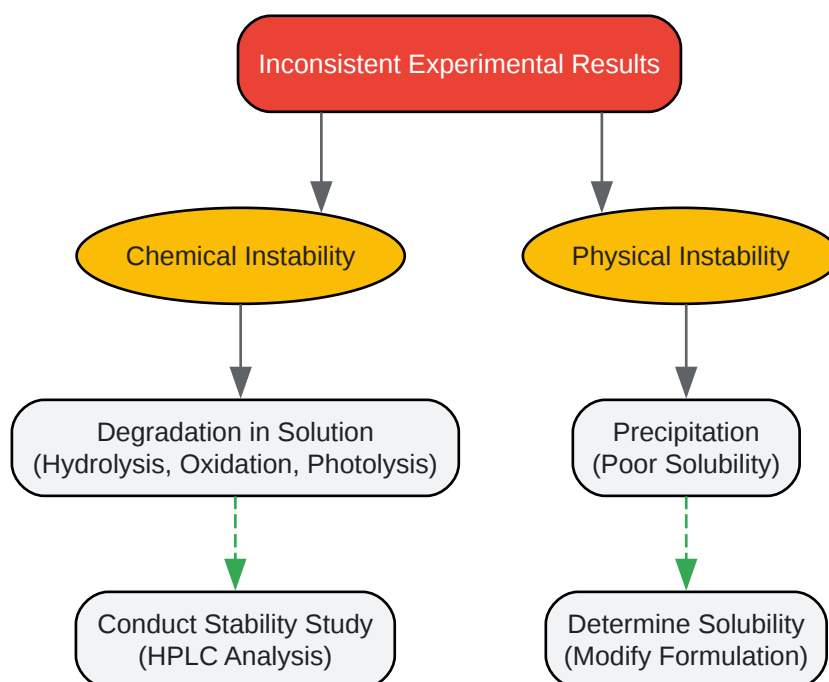 Inconsistent Experimental Results
Chemical Instability
Physical Instability
Degradation in Solution
(Hydrolysis, Oxidation, Photolysis)
Precipitation
(Poor Solubility)
Conduct Stability Study
(HPLC Analysis)
Determine Solubility
(Modify Formulation)